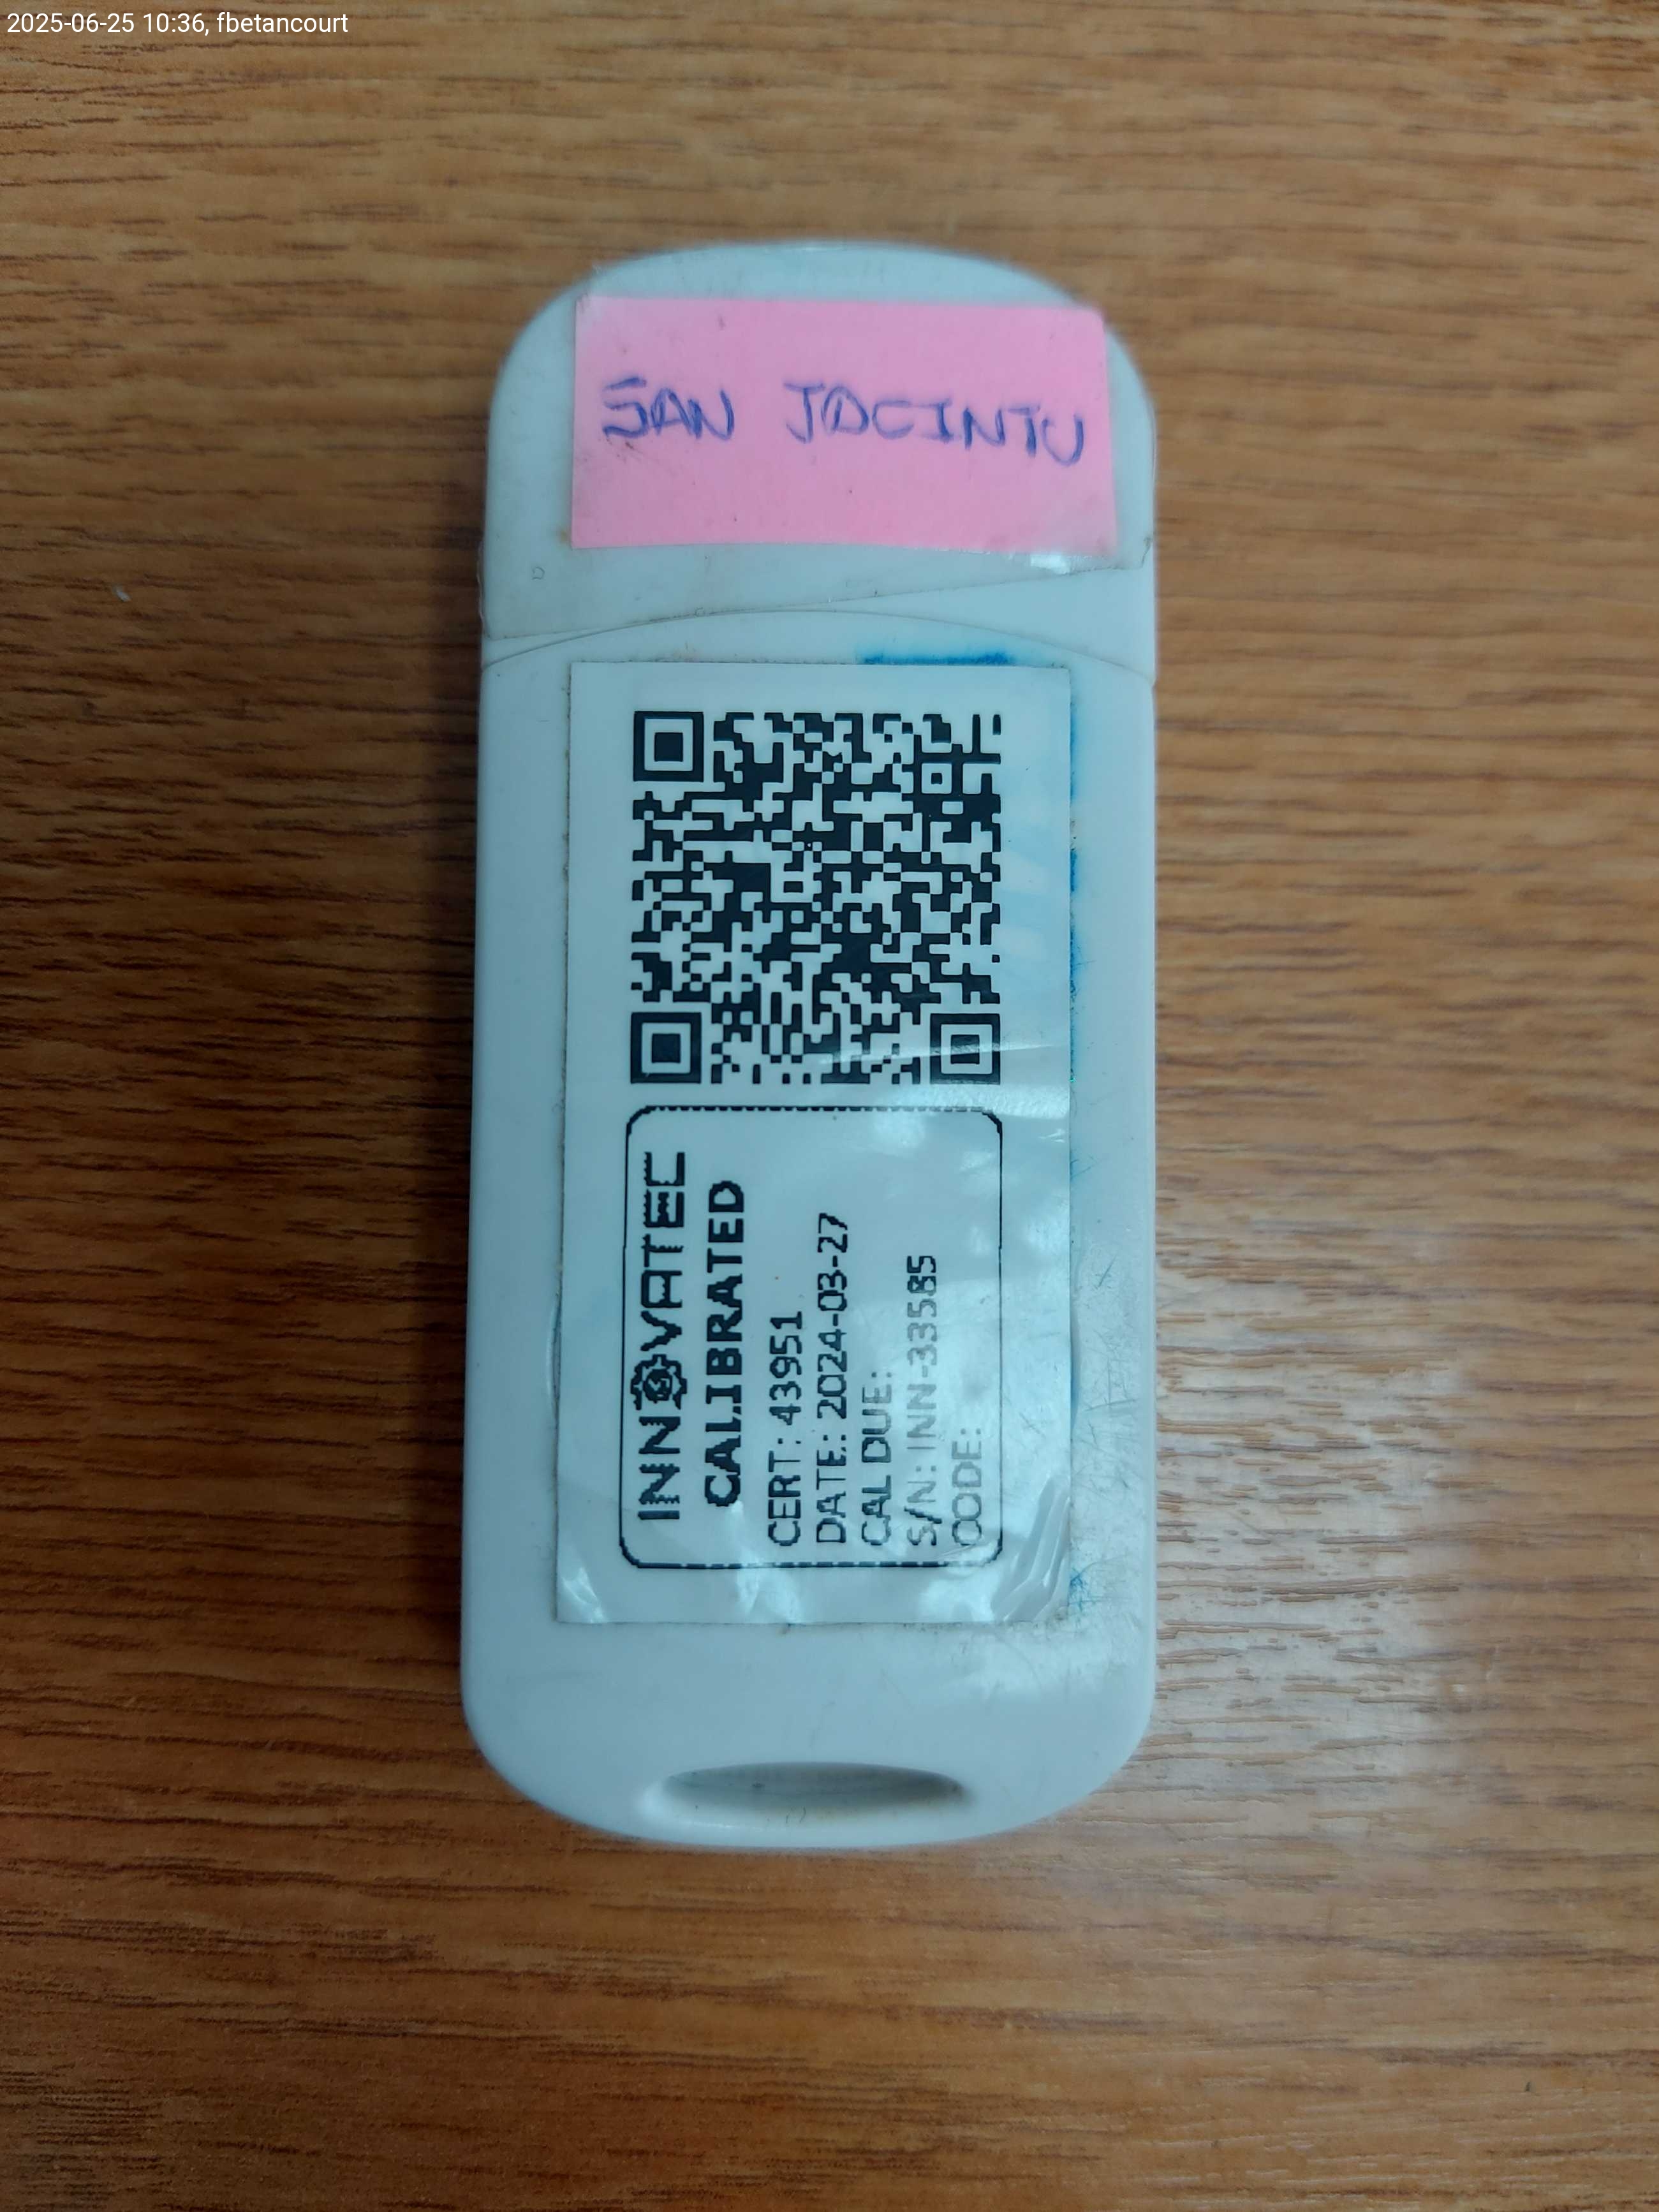 2025-06-25 10:36, fbetancourt
SAN JACINTO
INNOVATEC
CALIBRATED
CERT: 43951
DATE: 2024-03-27
CAL DUE:
S/N: INN-33585
CODE: